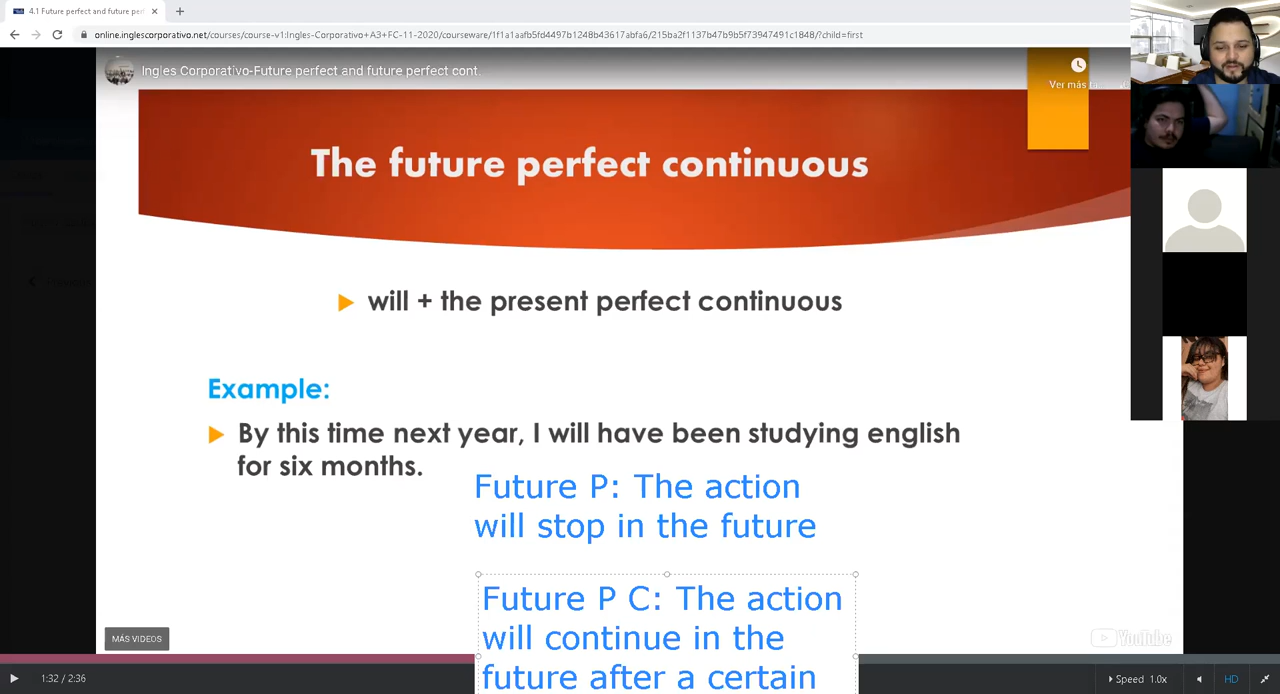 4.1 Future perfect and future per
online.inglescorporativo.net/courses/course-v1:Ingles-Corporativo+A3+FC-11-2020/courseware/1f1a1aafb5fd4497b1248b43617abfa6/215ba2f1137b47b9b5f73947491c1848/?child=first
Ingles Corporativo-Future perfect and future perfect cont.
Ver más
The future perfect continuous
will + the present perfect continuous
Example:
By this time next year, I will have been studying english
for six months.
Future P: The action
will stop in the future
Future P C: The action
will continue in the
future after a certain
MÁS VIDEOS
YouTube
1:32 / 2:36
Speed 1.0x
HD